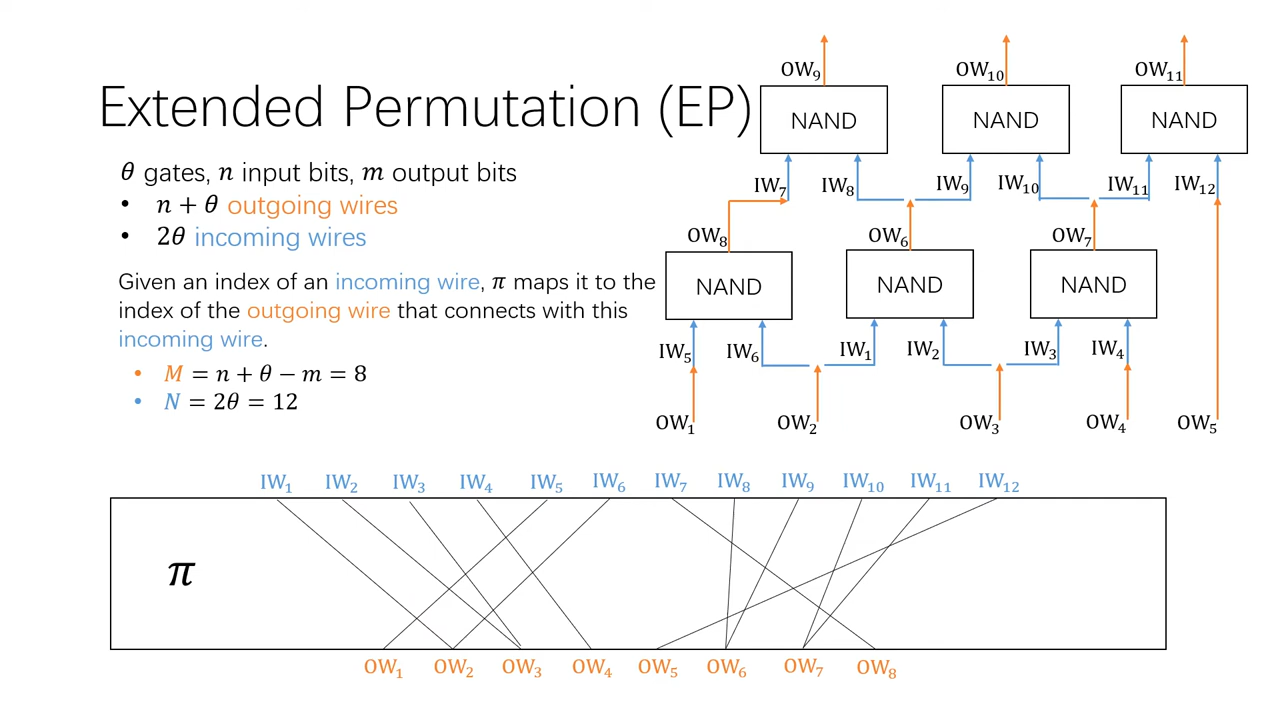 Extended Permutation (EP)
θ gates, n input bits, m output bits
• n + θ outgoing wires
• 2θ incoming wires
Given an index of an incoming wire, π maps it to the
index of the outgoing wire that connects with this
incoming wire.
• M = n + θ − m = 8
• N = 2θ = 12
OW₉ OW₁₀ OW₁₁
NAND NAND NAND
IW₇ IW₈ IW₉ IW₁₀ IW₁₁ IW₁₂
OW₈ OW₆ OW₇
NAND NAND NAND
IW₅ IW₆ IW₁ IW₂ IW₃ IW₄
OW₁ OW₂ OW₃ OW₄ OW₅
IW₁ IW₂ IW₃ IW₄ IW₅ IW₆ IW₇ IW₈ IW₉ IW₁₀ IW₁₁ IW₁₂
π
OW₁ OW₂ OW₃ OW₄ OW₅ OW₆ OW₇ OW₈